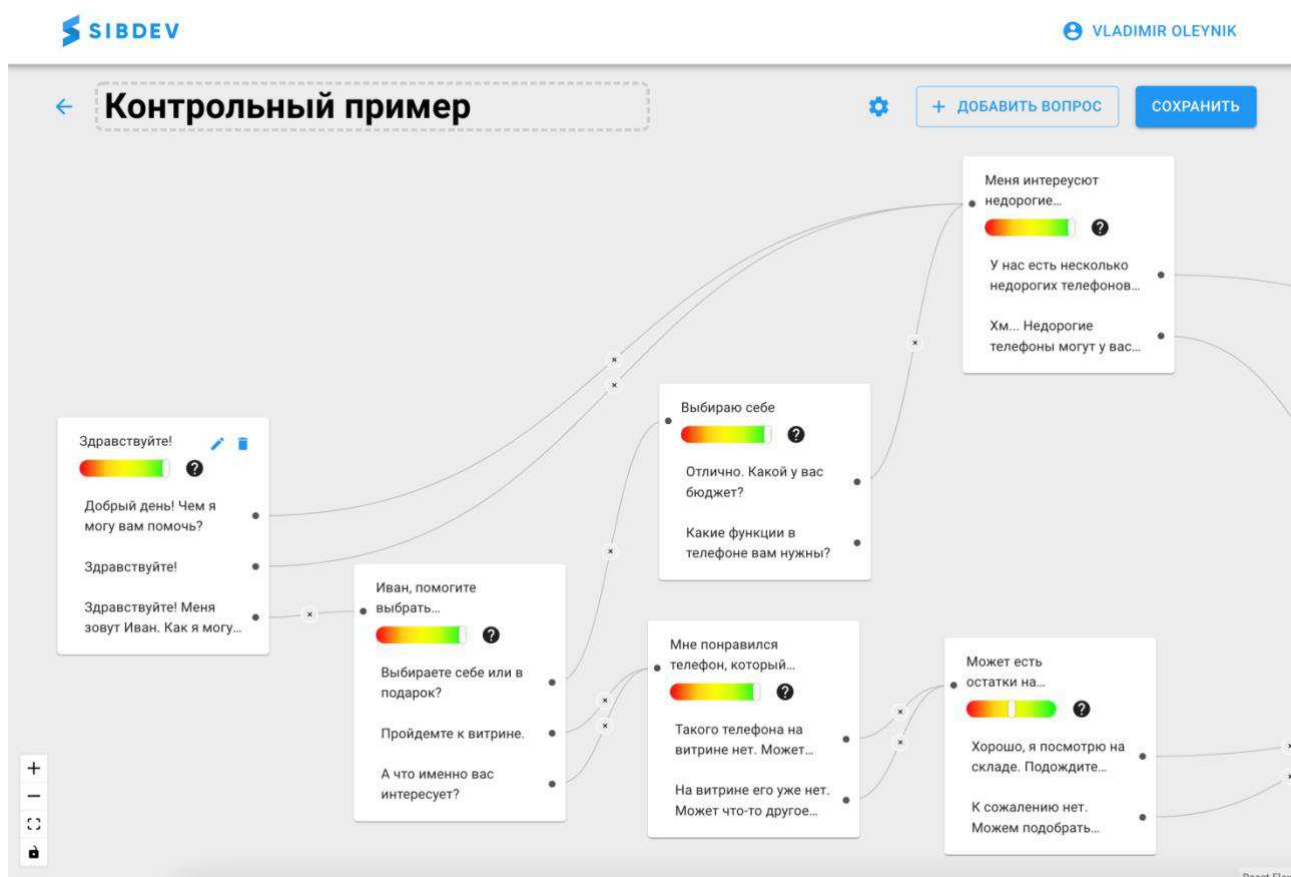 SIBDEV
VLADIMIR OLEYNIK
Контрольный пример
+ ДОБАВИТЬ ВОПРОС
СОХРАНИТЬ
Меня интереусют
недорогие...
У нас есть несколько
недорогих телефонов...
Хм... Недорогие
телефоны могут у вас...
Выбираю себе
Отлично. Какой у вас
бюджет?
Какие функции в
телефоне вам нужны?
Здравствуйте!
Добрый день! Чем я
могу вам помочь?
Здравствуйте!
Здравствуйте! Меня
зовут Иван. Как я могу...
Иван, помогите
выбрать...
Выбираете себе или в
подарок?
Пройдемте к витрине.
А что именно вас
интересует?
Мне понравился
телефон, который...
Такого телефона на
витрине нет. Может...
На витрине его уже нет.
Может что-то другое...
Может есть
остатки на...
Хорошо, я посмотрю на
складе. Подождите...
К сожалению нет.
Можем подобрать...